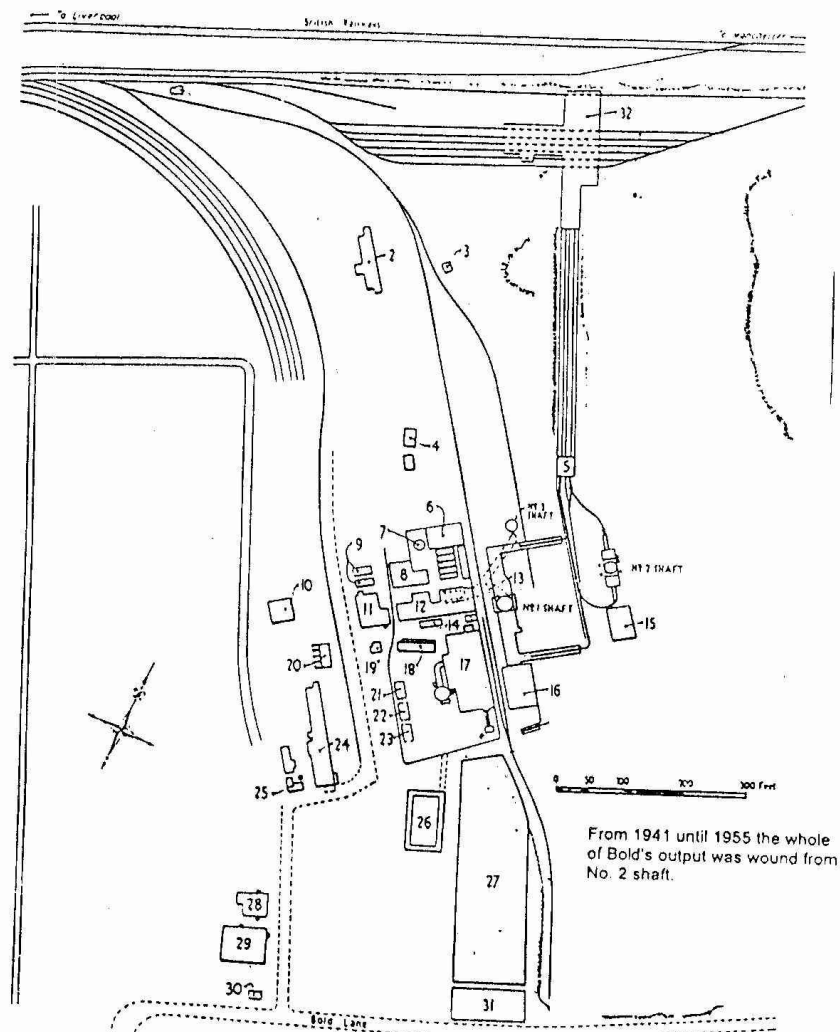 To Liverpool
British Railways
To Manchester
32
2
3
4
5
6
Nº 3
SHAFT
7
9
8
13
Nº 2 SHAFT
10
11
12
Nº 1 SHAFT
14
15
20
19
18
17
21
16
22
24
23
25
0 50 100 200 300 Feet
26
From 1941 until 1955 the whole
of Bold's output was wound from
No. 2 shaft.
27
28
29
30
31
Bold Lane